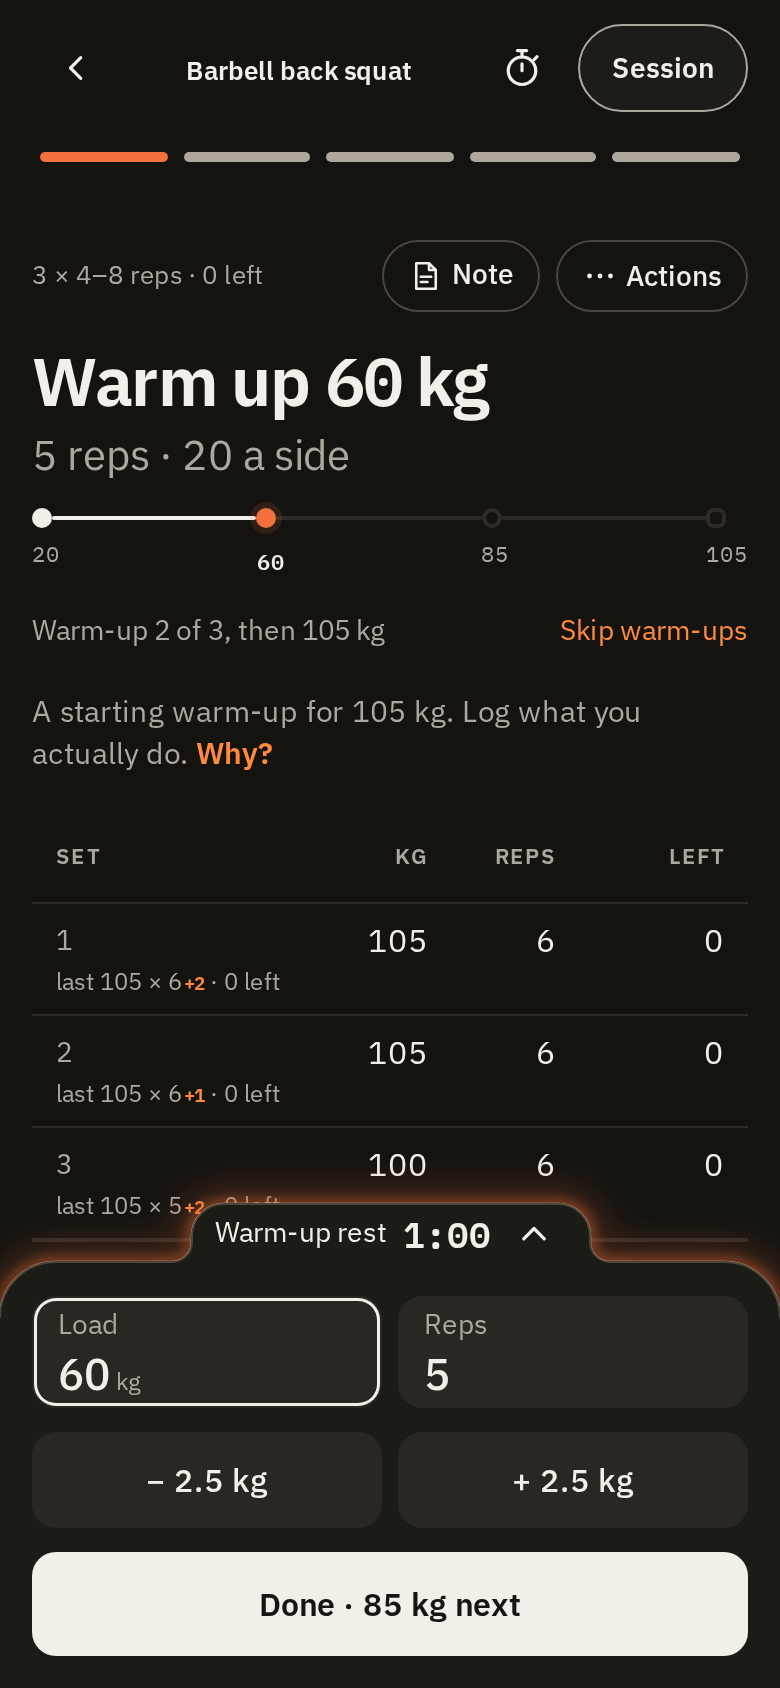 Barbell back squat
Session
3 × 4–8 reps · 0 left
Note
··· Actions
Warm up 60 kg
5 reps · 20 a side
20 60 85 105
Warm-up 2 of 3, then 105 kg
Skip warm-ups
A starting warm-up for 105 kg. Log what you
actually do. Why?
SET KG REPS LEFT
1 105 6 0
last 105 × 6 +2 · 0 left
2 105 6 0
last 105 × 6 +1 · 0 left
3 100 6 0
last 105 × 5 +2 · 0 left
Warm-up rest 1:00
Load
60 kg
Reps
5
– 2.5 kg
+ 2.5 kg
Done · 85 kg next